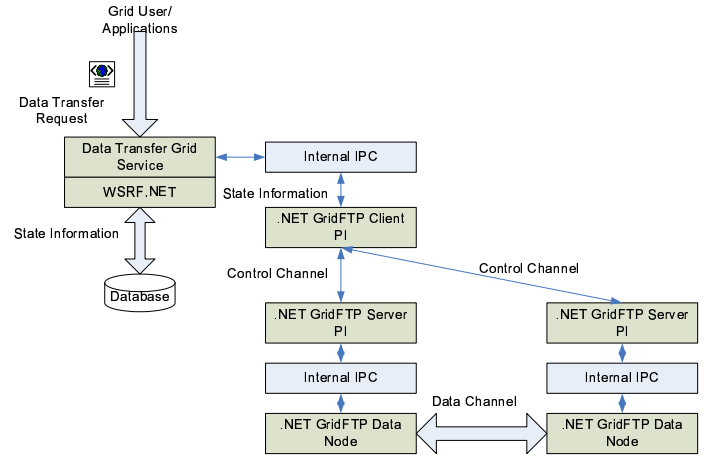 Grid User/
Applications
Data Transfer
Request
Data Transfer Grid
Service
WSRF.NET
Internal IPC
State Information
.NET GridFTP Client
PI
State Information
Database
Control Channel
Control Channel
.NET GridFTP Server
PI
.NET GridFTP Server
PI
Internal IPC
Internal IPC
Data Channel
.NET GridFTP Data
Node
.NET GridFTP Data
Node